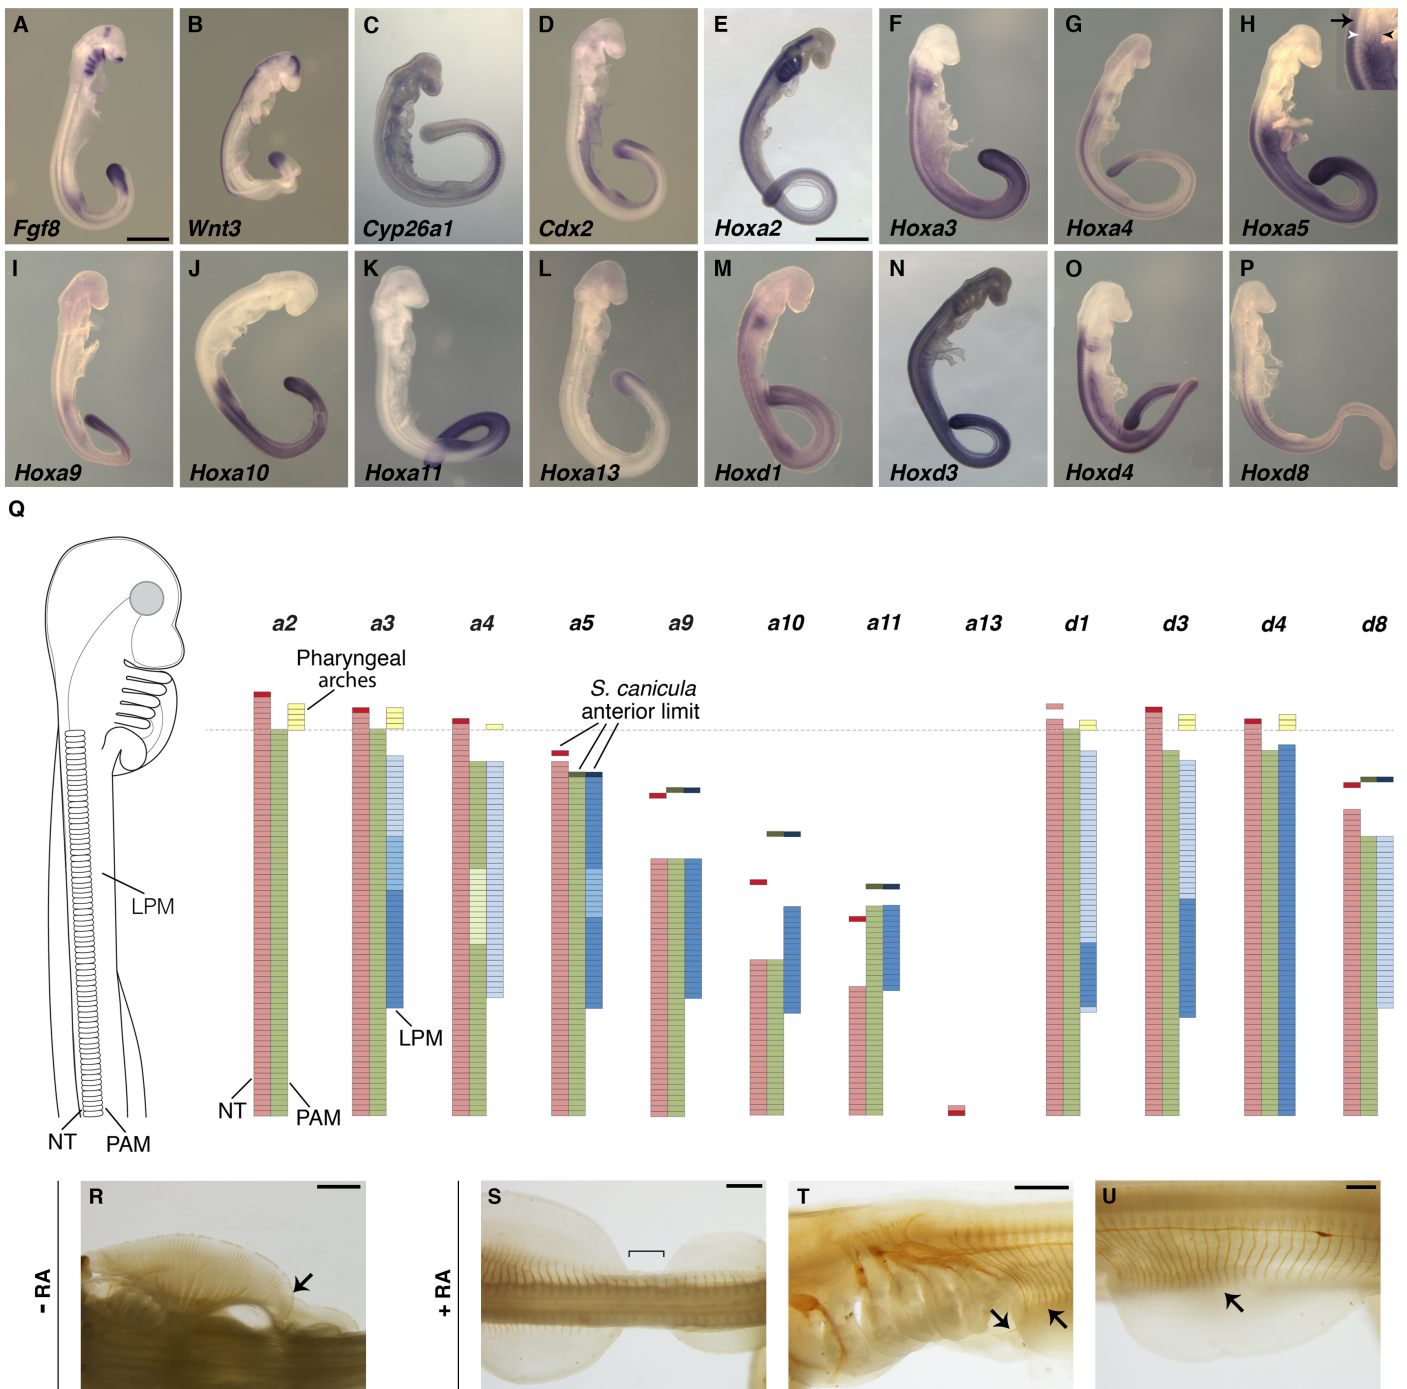 A B C D E F G H
Fgf8 Wnt3 Cyp26a1 Cdx2 Hoxa2 Hoxa3 Hoxa4 Hoxa5
I J K L M N O P
Hoxa9 Hoxa10 Hoxa11 Hoxa13 Hoxd1 Hoxd3 Hoxd4 Hoxd8
Q
a2 a3 a4 a5 a9 a10 a11 a13 d1 d3 d4 d8
Pharyngeal
arches
S. canicula
anterior limit
LPM
LPM
NT PAM
NT PAM
R S T U
- RA
+ RA